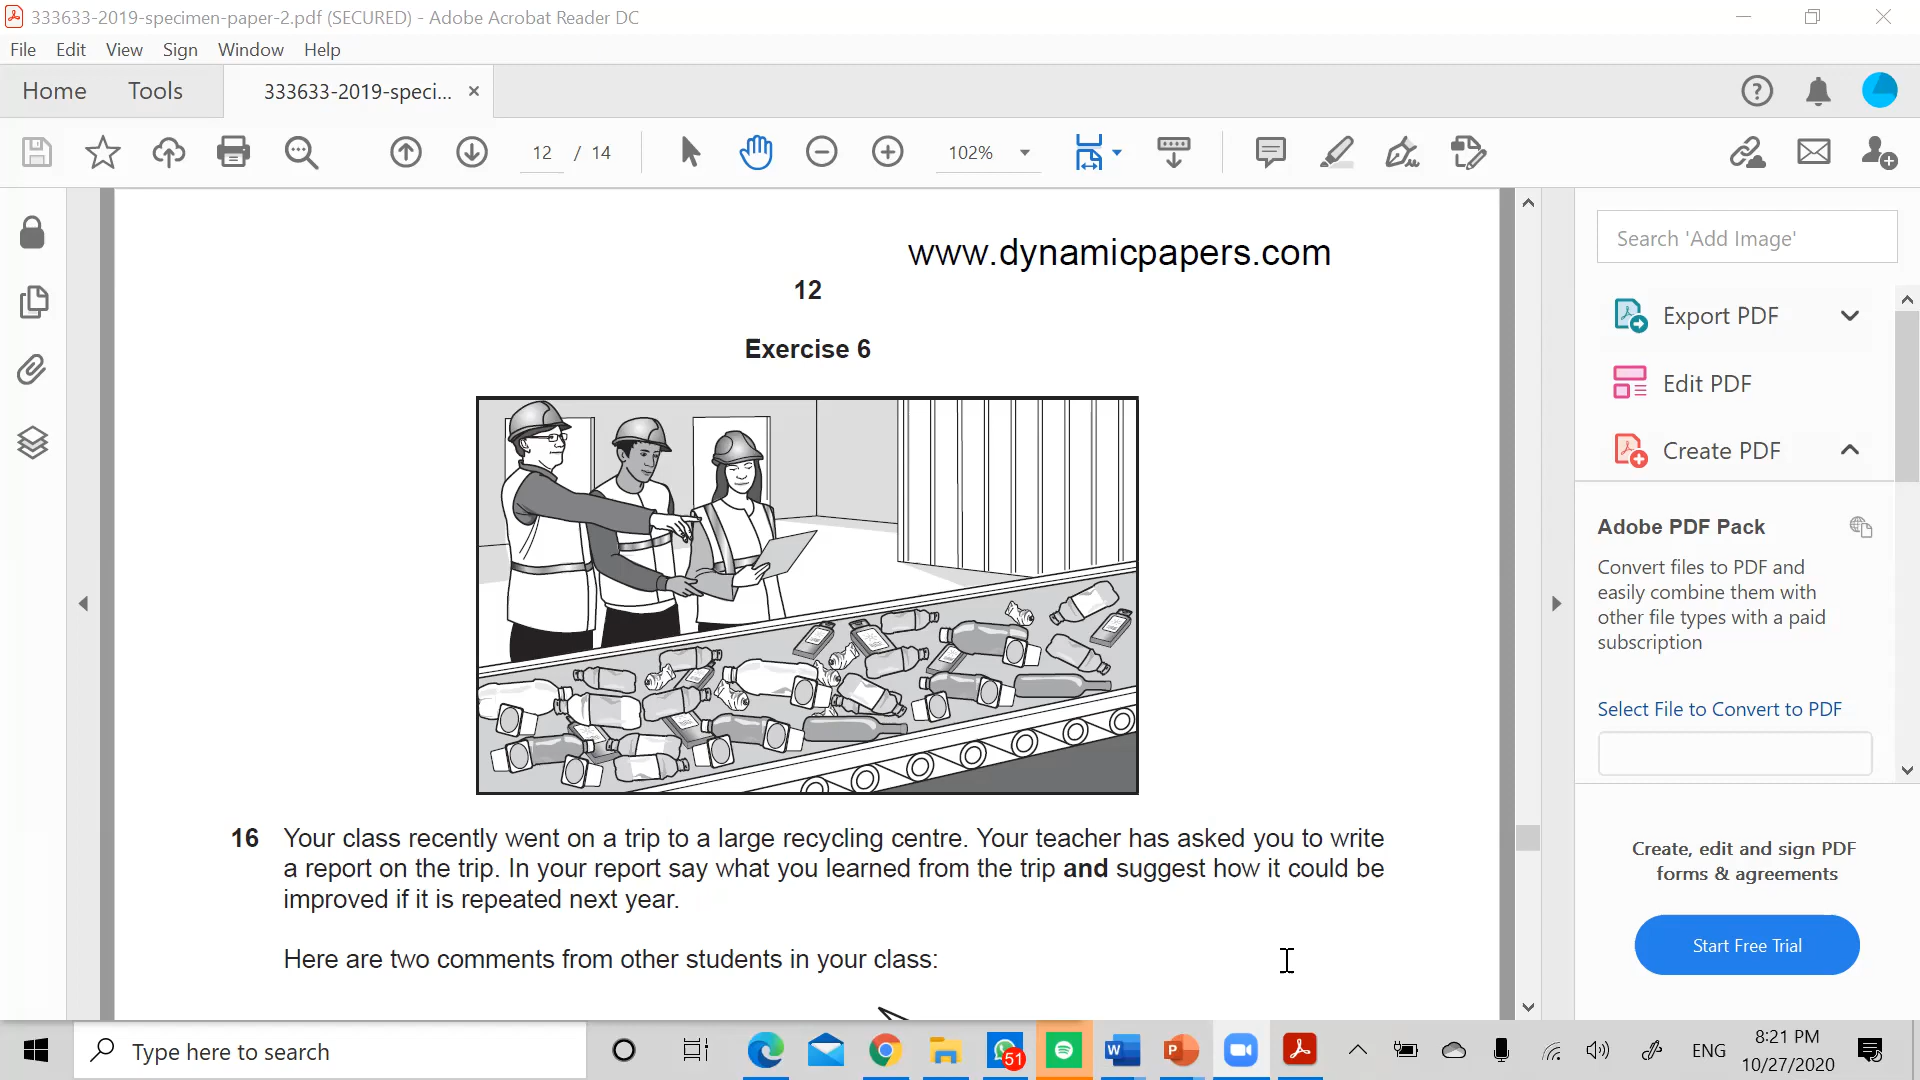 333633-2019-specimen-paper-2.pdf (SECURED) - Adobe Acrobat Reader DC
File Edit View Sign Window Help
Home Tools 333633-2019-speci... ×
12 / 14 102%
www.dynamicpapers.com
12
Exercise 6
16 Your class recently went on a trip to a large recycling centre. Your teacher has asked you to write
a report on the trip. In your report say what you learned from the trip and suggest how it could be
improved if it is repeated next year.
Here are two comments from other students in your class:
Search 'Add Image'
Export PDF
Edit PDF
Create PDF
Adobe PDF Pack
Convert files to PDF and
easily combine them with
other file types with a paid
subscription
Select File to Convert to PDF
Create, edit and sign PDF
forms & agreements
Start Free Trial
Type here to search
51
ENG
8:21 PM
10/27/2020